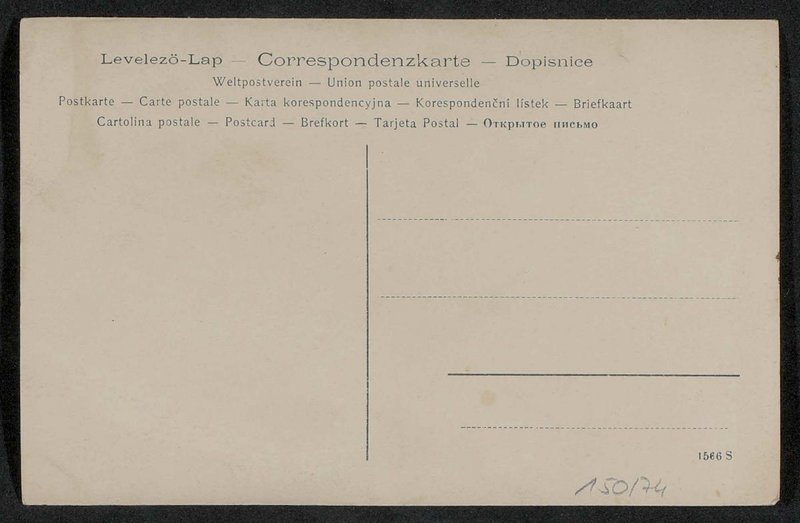 Levelező-Lap — Correspondenzkarte — Dopisnice
Weltpostverein — Union postale universelle
Postkarte — Carte postale — Karta korespondencyjna — Korespondenční lístek — Briefkaart
Cartolina postale — Postcard — Brefkort — Tarjeta Postal — Открытое письмо
1566 S
150/74